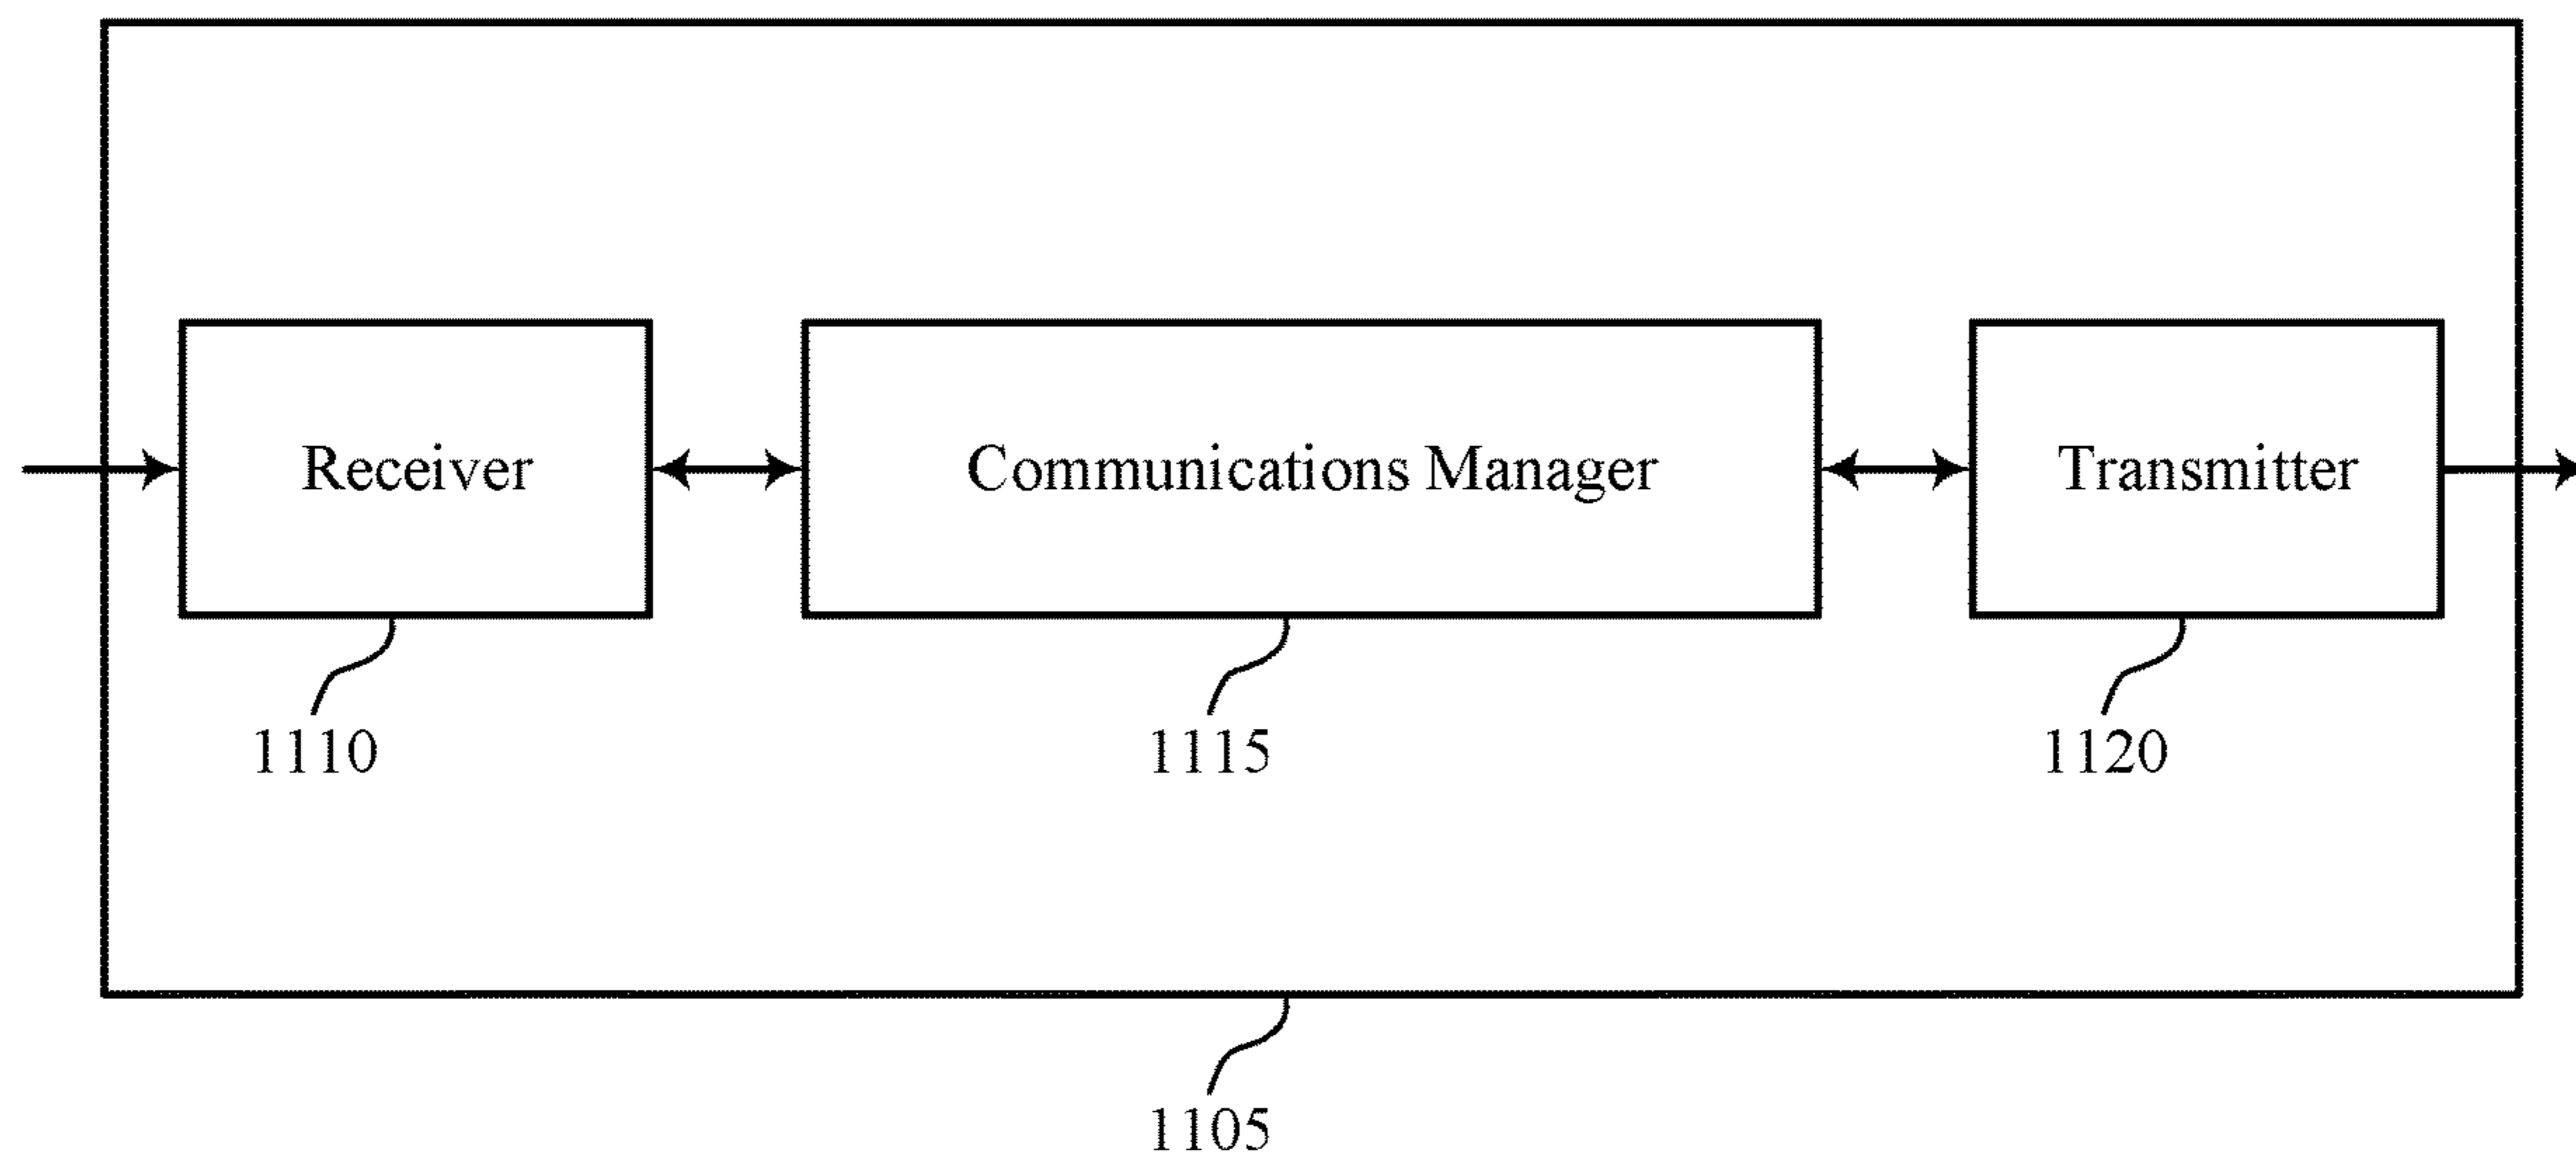 Receiver
Communications Manager
Transmitter
1110
1115
1120
1105